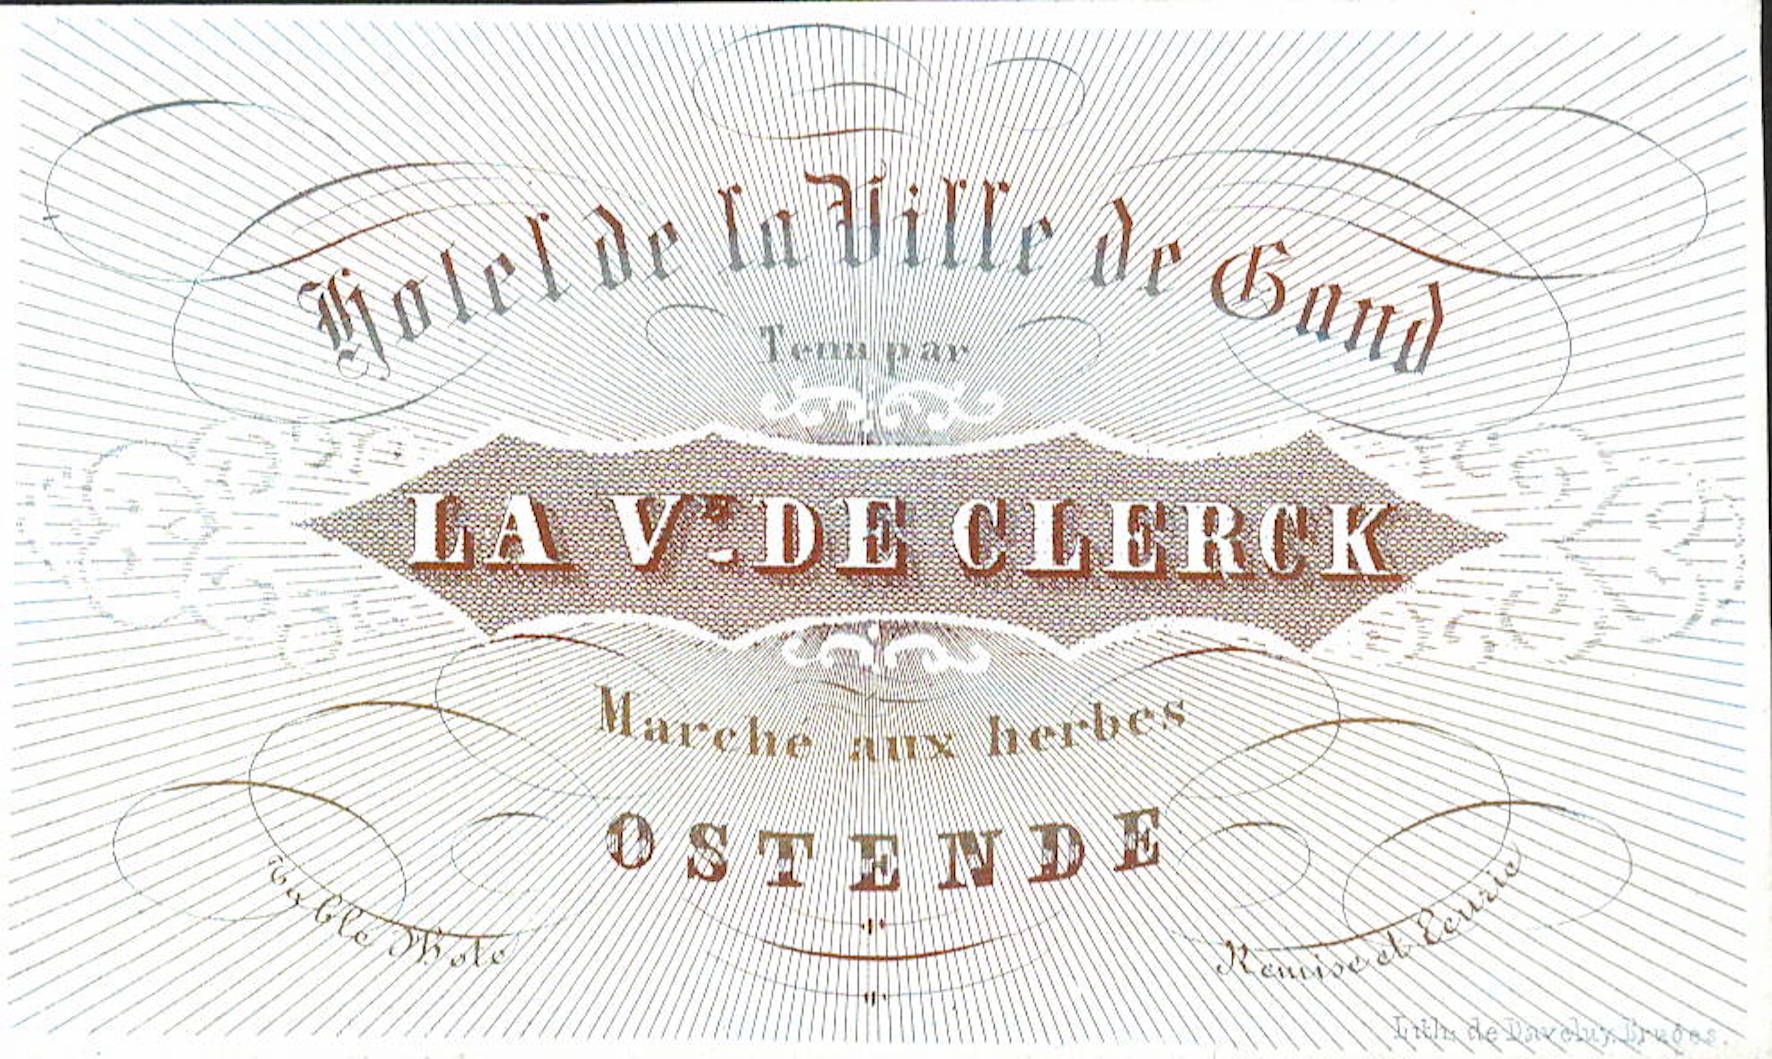 Hotel de la Ville de Gand
Tenu par
LA Vᵉ DE CLERCK
Marché aux herbes
OSTENDE
Table d'Hote
Remise et Ecurie
Lith: de Daveluy, Bruges.